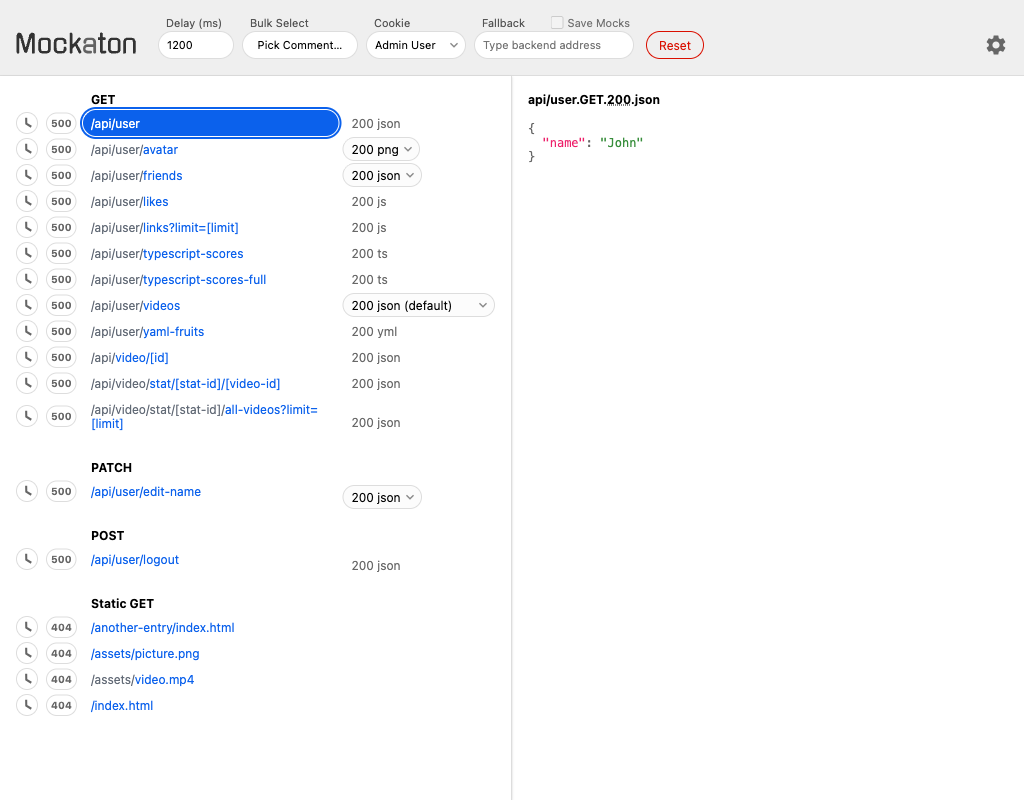 Mockaton
Delay (ms)
1200
Bulk Select
Pick Comment...
Cookie
Admin User
Fallback
Save Mocks
Type backend address
Reset
GET
500 /api/user 200 json
500 /api/user/avatar 200 png
500 /api/user/friends 200 json
500 /api/user/likes 200 js
500 /api/user/links?limit=[limit] 200 js
500 /api/user/typescript-scores 200 ts
500 /api/user/typescript-scores-full 200 ts
500 /api/user/videos 200 json (default)
500 /api/user/yaml-fruits 200 yml
500 /api/video/[id] 200 json
500 /api/video/stat/[stat-id]/[video-id] 200 json
500 /api/video/stat/[stat-id]/all-videos?limit=
[limit] 200 json
PATCH
500 /api/user/edit-name 200 json
POST
500 /api/user/logout 200 json
Static GET
404 /another-entry/index.html
404 /assets/picture.png
404 /assets/video.mp4
404 /index.html
api/user.GET.200.json
{
"name": "John"
}